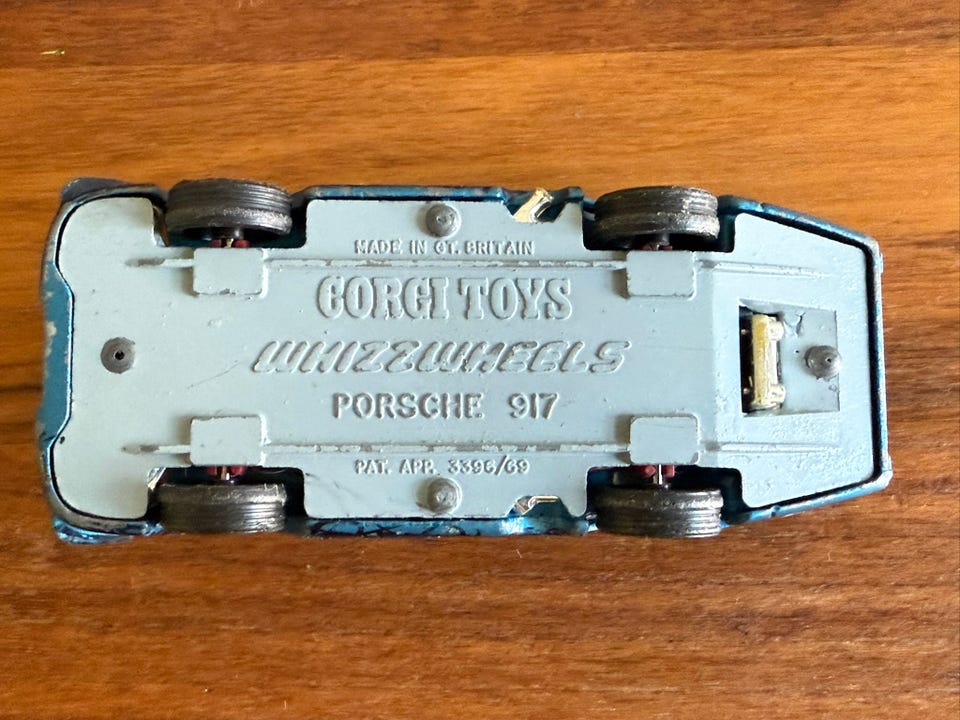 MADE IN GT. BRITAIN
CORGI TOYS
WHIZZWHEELS
PORSCHE 917
PAT. APP. 3396/69